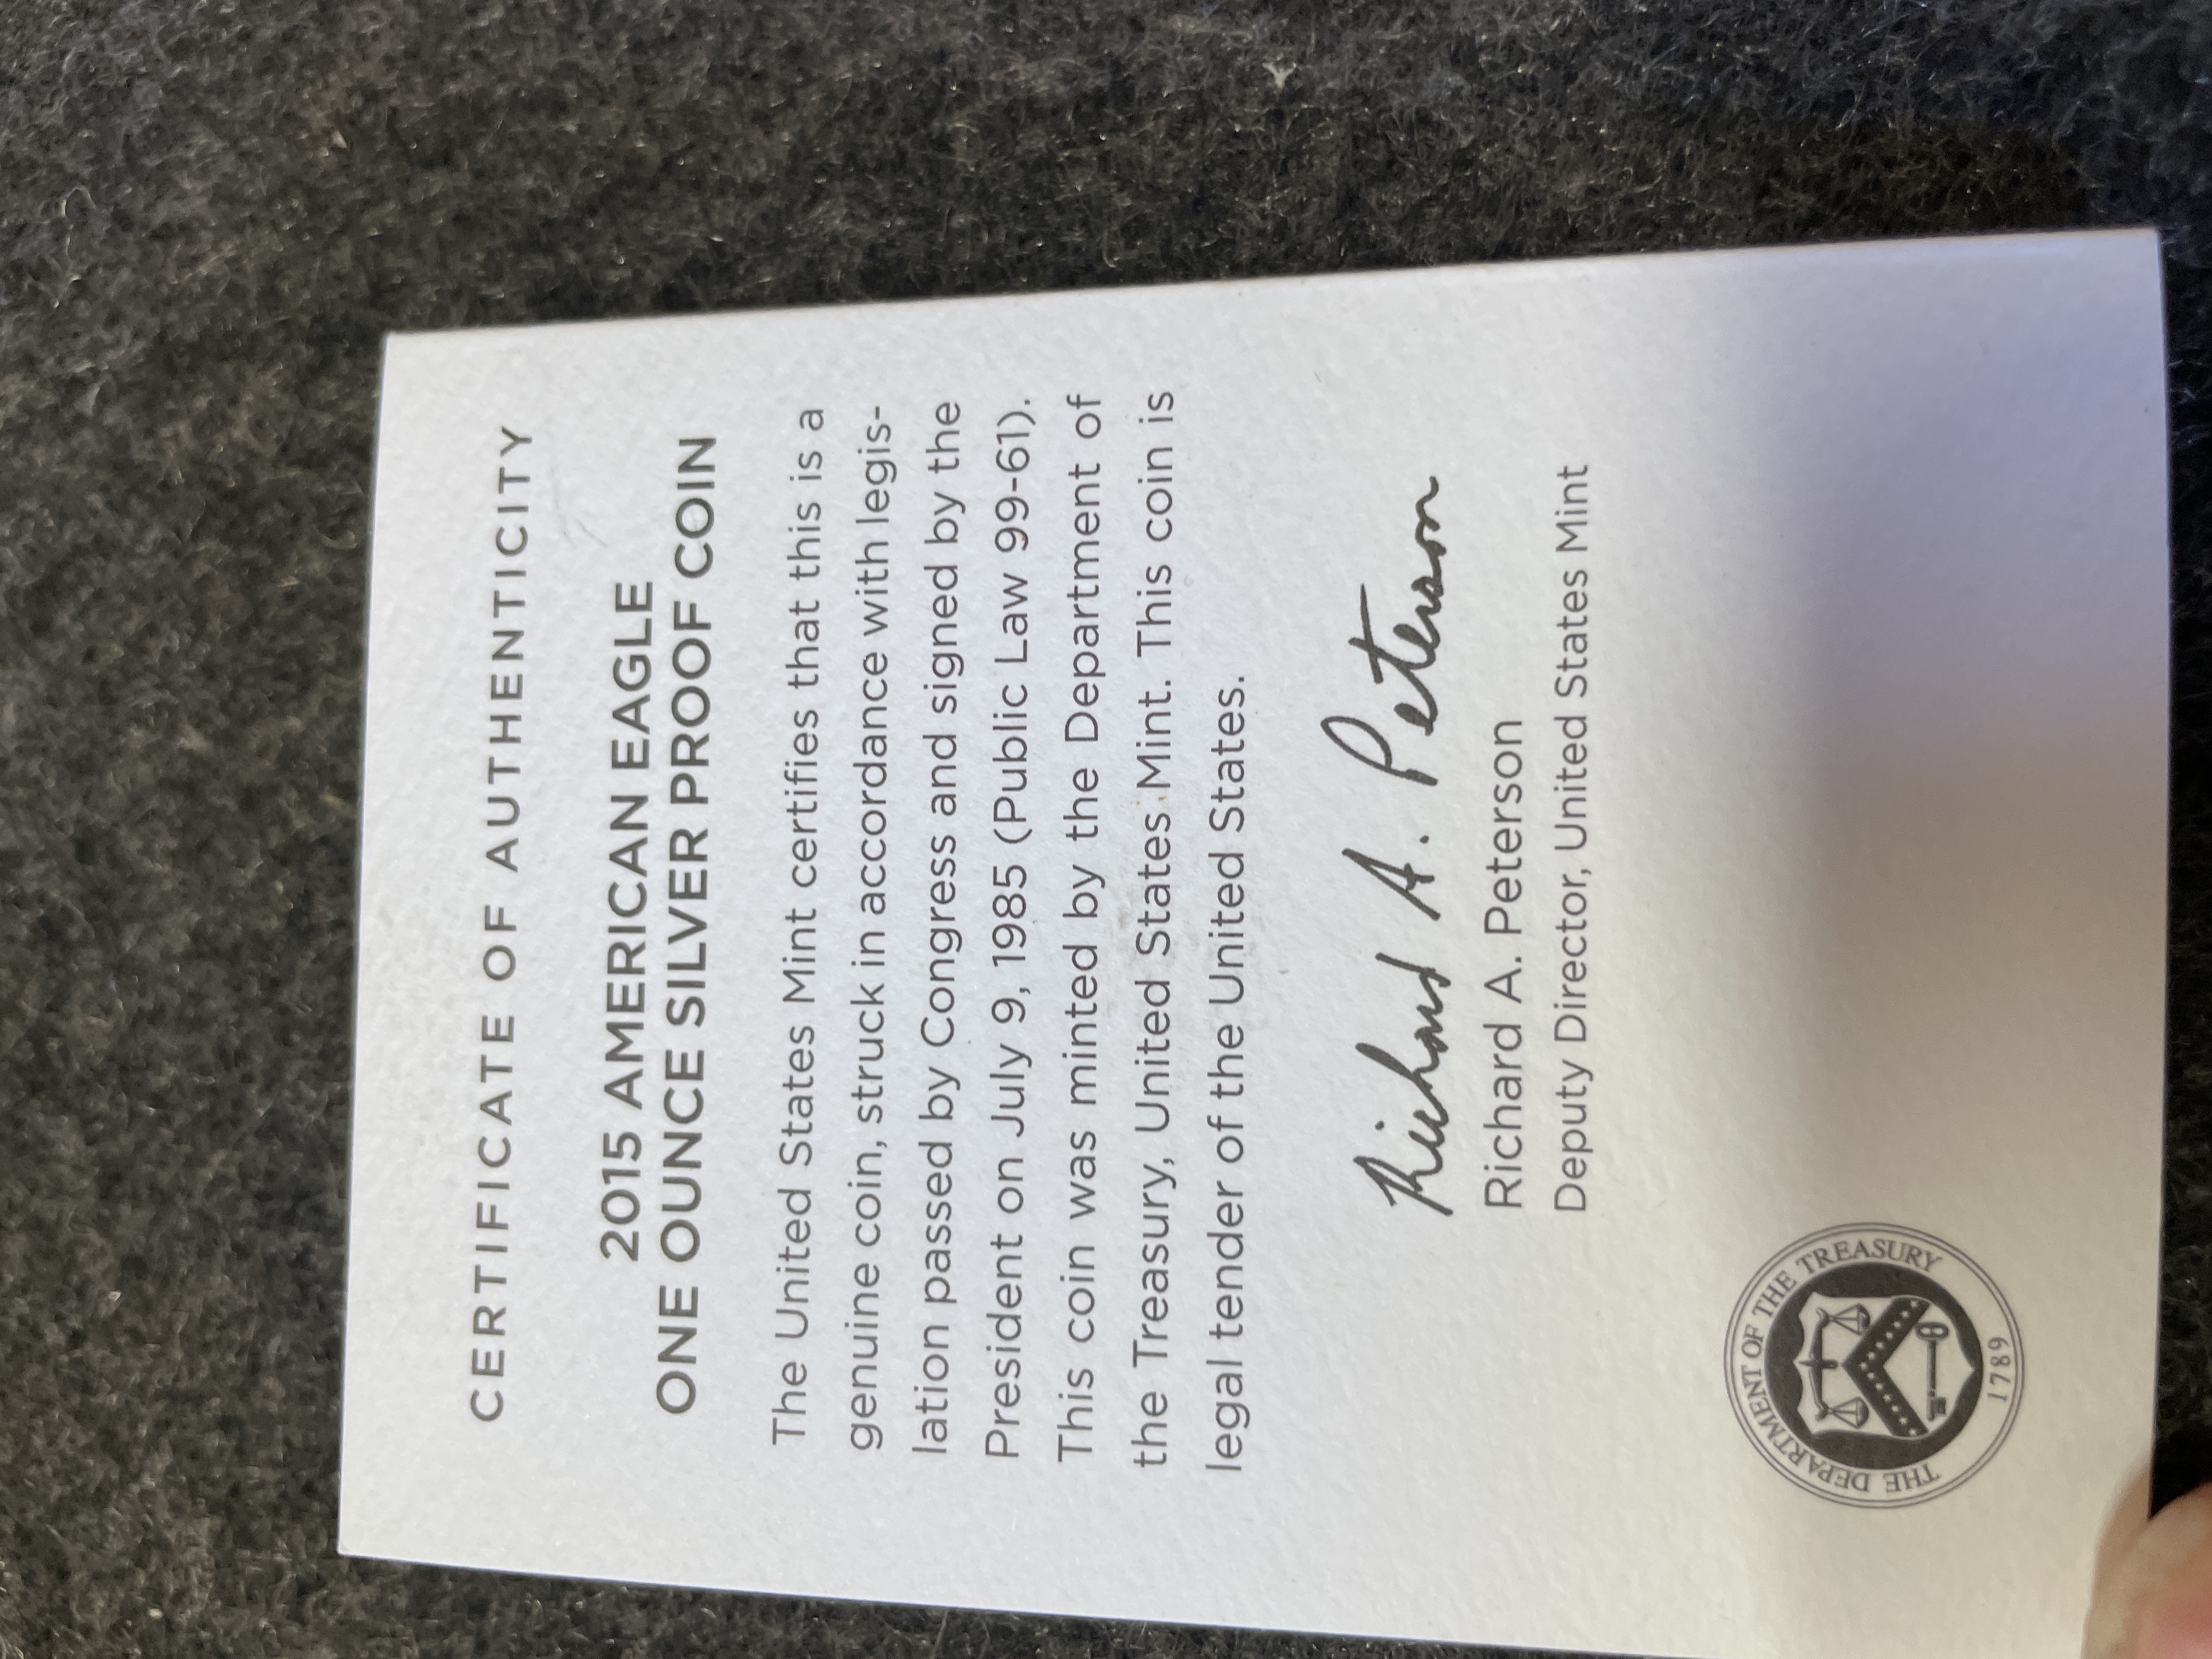 CERTIFICATE OF AUTHENTICITY
2015 AMERICAN EAGLE
ONE OUNCE SILVER PROOF COIN
The United States Mint certifies that this is a
genuine coin, struck in accordance with legis-
lation passed by Congress and signed by the
President on July 9, 1985 (Public Law 99-61).
This coin was minted by the Department of
the Treasury, United States Mint. This coin is
legal tender of the United States.
Richard A. Peterson
Richard A. Peterson
Deputy Director, United States Mint
THE DEPARTMENT OF THE TREASURY
1789